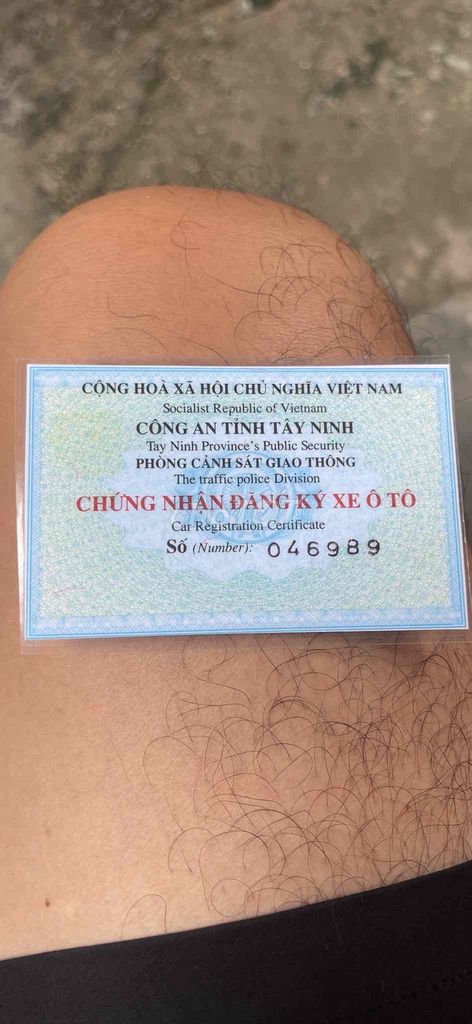 CỘNG HOÀ XÃ HỘI CHỦ NGHĨA VIỆT NAM
Socialist Republic of Vietnam
CÔNG AN TỈNH TÂY NINH
Tay Ninh Province's Public Security
PHÒNG CẢNH SÁT GIAO THÔNG
The traffic police Division
CHỨNG NHẬN ĐĂNG KÝ XE Ô TÔ
Car Registration Certificate
Số (Number): 046989